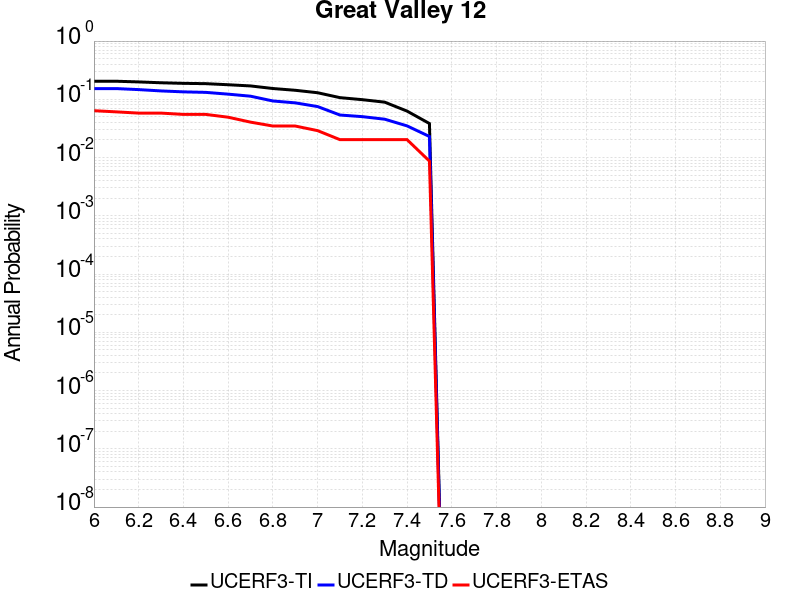 Great Valley 12
10^0
10^-1
10^-2
10^-3
10^-4
10^-5
10^-6
10^-7
10^-8
Annual Probability
6 6.2 6.4 6.6 6.8 7 7.2 7.4 7.6 7.8 8 8.2 8.4 8.6 8.8 9
Magnitude
UCERF3-TI UCERF3-TD UCERF3-ETAS